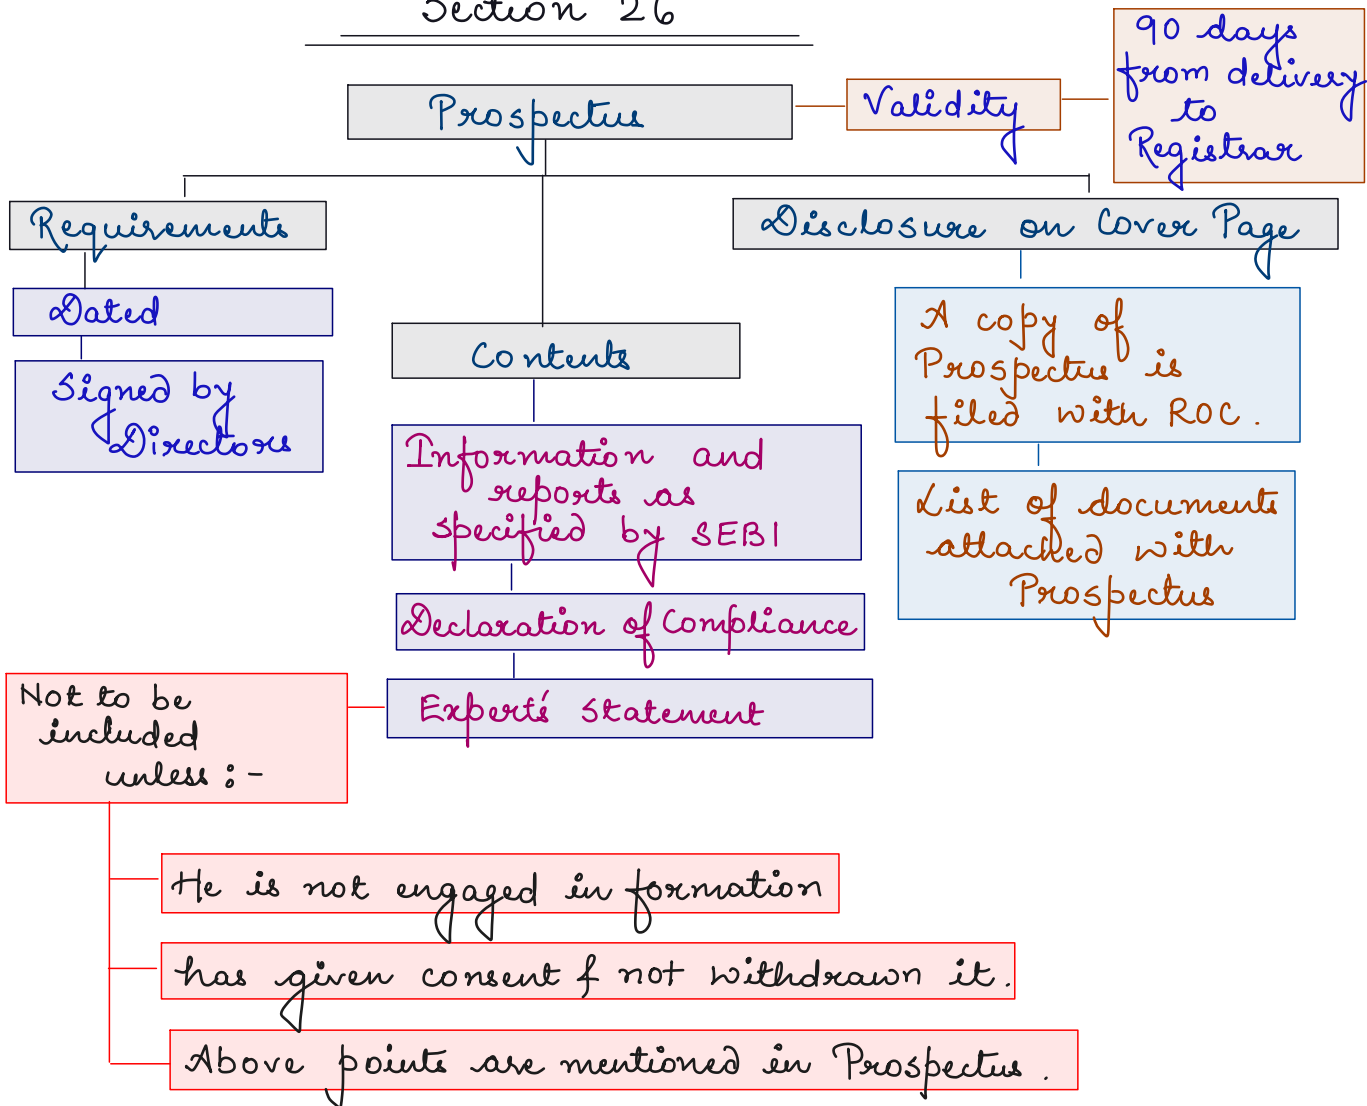 Section 26
Prospectus
Validity
90 days
from delivery
to
Registrar
Requirements
Dated
Signed by
Directors
Contents
Information and
reports as
specified by SEBI
Declaration of Compliance
Expert's Statement
Disclosure on Cover Page
A copy of
Prospectus is
filed with ROC.
List of documents
attached with
Prospectus
Not to be
included
unless :-
He is not engaged in formation
has given consent & not withdrawn it.
Above points are mentioned in Prospectus.